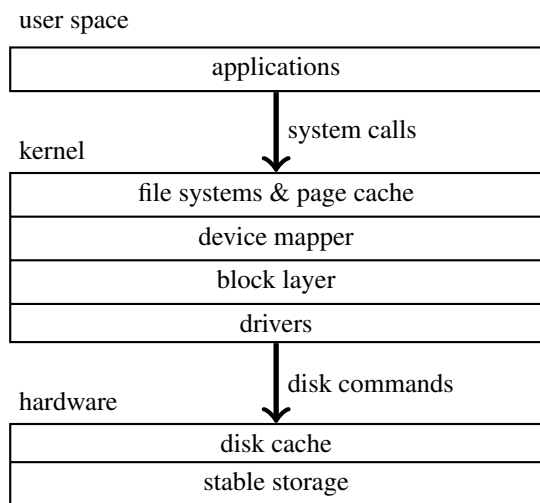 user space
applications
system calls
kernel
file systems & page cache
device mapper
block layer
drivers
disk commands
hardware
disk cache
stable storage